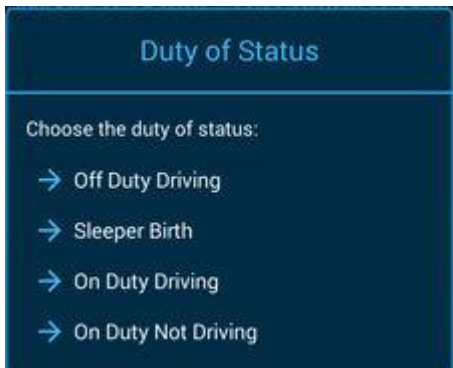 Duty of Status
Choose the duty of status:
Off Duty Driving
Sleeper Birth
On Duty Driving
On Duty Not Driving